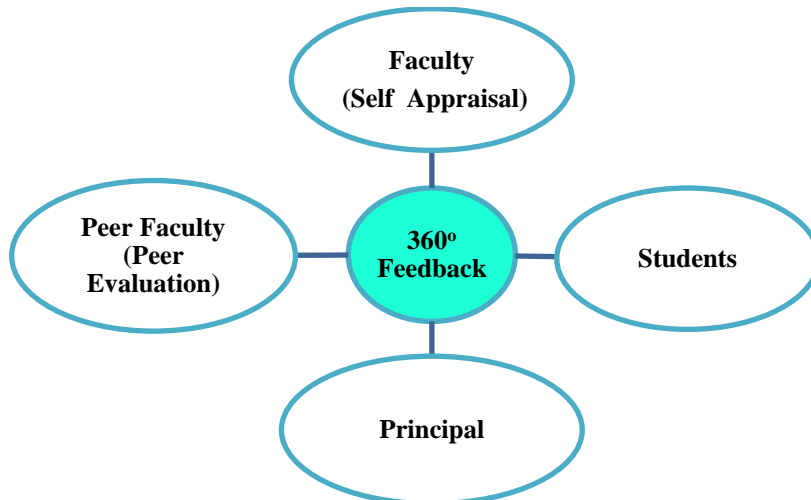 Faculty
(Self Appraisal)
Peer Faculty
(Peer
Evaluation)
360º
Feedback
Students
Principal